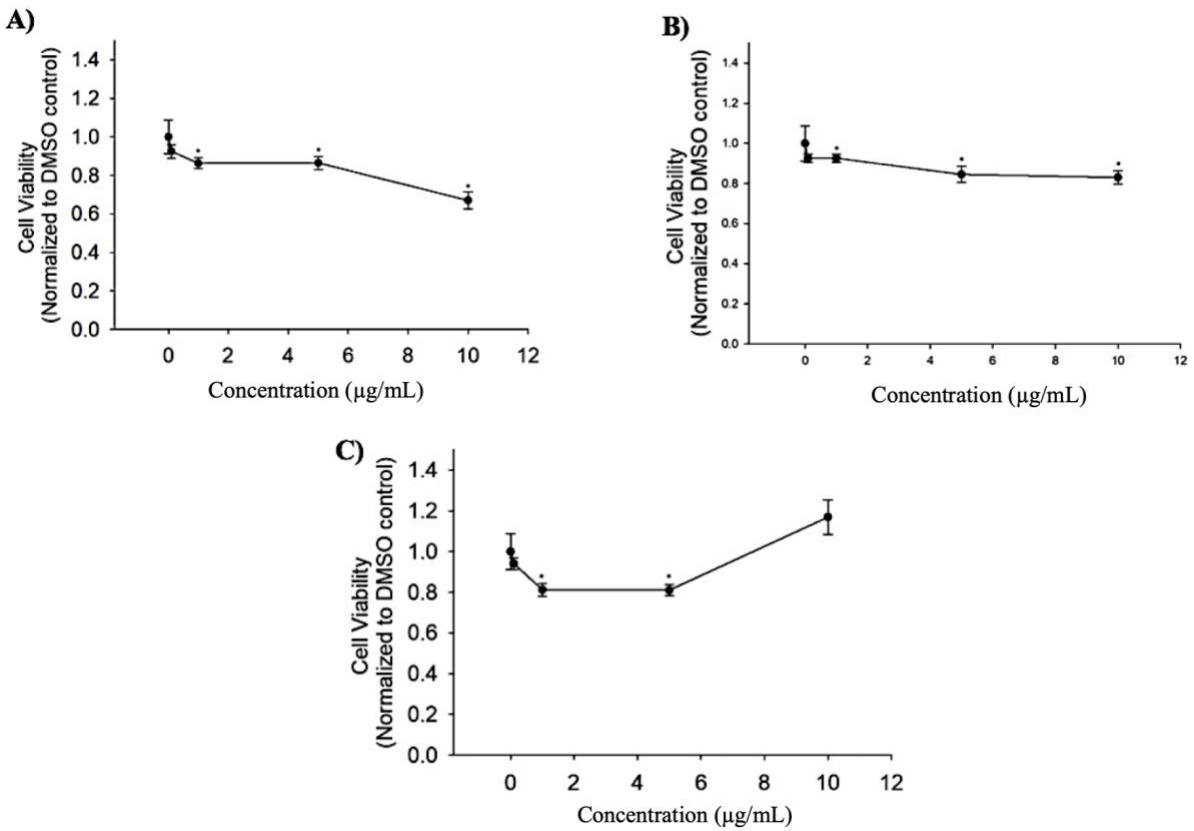 A)
Cell Viability
(Normalized to DMSO control)
1.4
1.2
1.0
0.8
0.6
0.4
0.2
0.0
0 2 4 6 8 10 12
Concentration (µg/mL)
* * *
B)
Cell Viability
(Normalized to DMSO control)
1.4
1.2
1.0
0.8
0.6
0.4
0.2
0.0
0 2 4 6 8 10 12
Concentration (µg/mL)
* * *
C)
Cell Viability
(Normalized to DMSO control)
1.4
1.2
1.0
0.8
0.6
0.4
0.2
0.0
0 2 4 6 8 10 12
Concentration (µg/mL)
* *